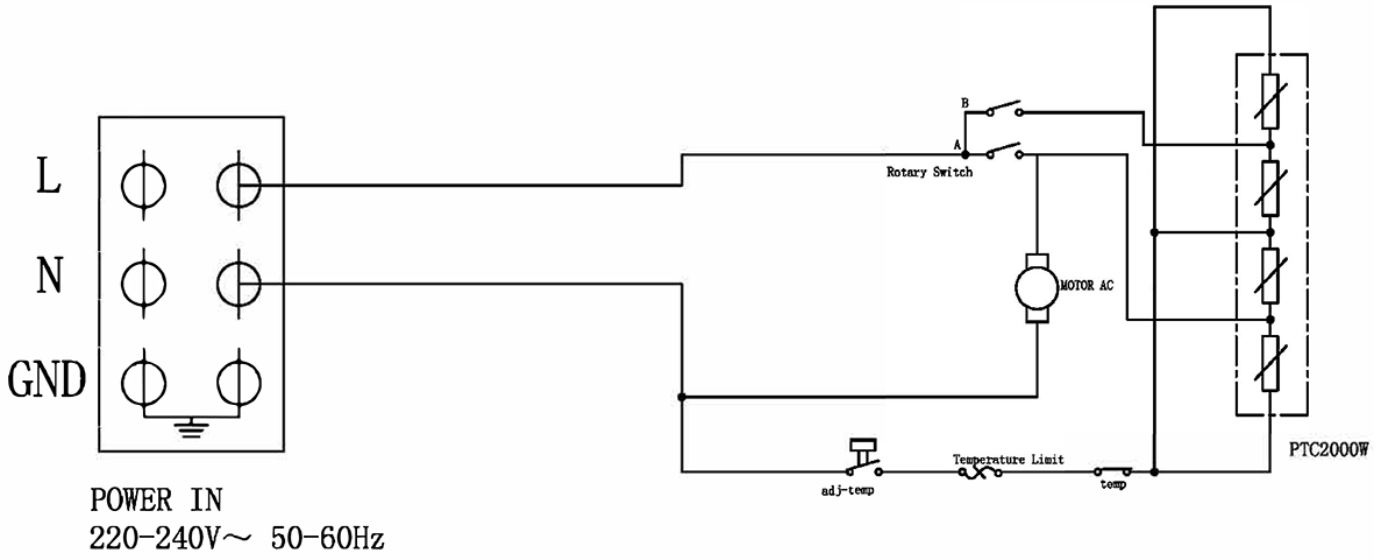 B
A
Rotary Switch
L
N
MOTOR AC
GND
PTC2000W
Temperature Limit
adj-temp
temp
POWER IN
220-240V～ 50-60Hz